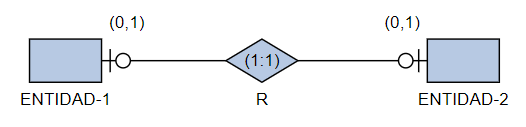 (0,1)
(0,1)
(1:1)
ENTIDAD-1
R
ENTIDAD-2